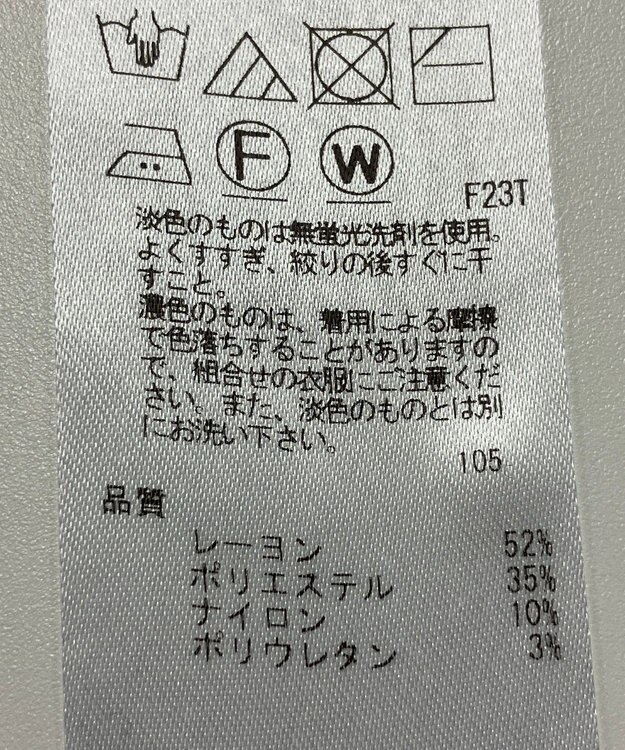 F W
F23T
淡色のものは無蛍光洗剤を使用。
よくすすぎ、絞りの後すぐに干
すこと。
濃色のものは、着用による摩擦
で色落ちすることがありますの
で、組合せの衣服にご注意くだ
さい。また、淡色のものとは別
にお洗い下さい。
105
品質
レーヨン 52%
ポリエステル 35%
ナイロン 10%
ポリウレタン 3%